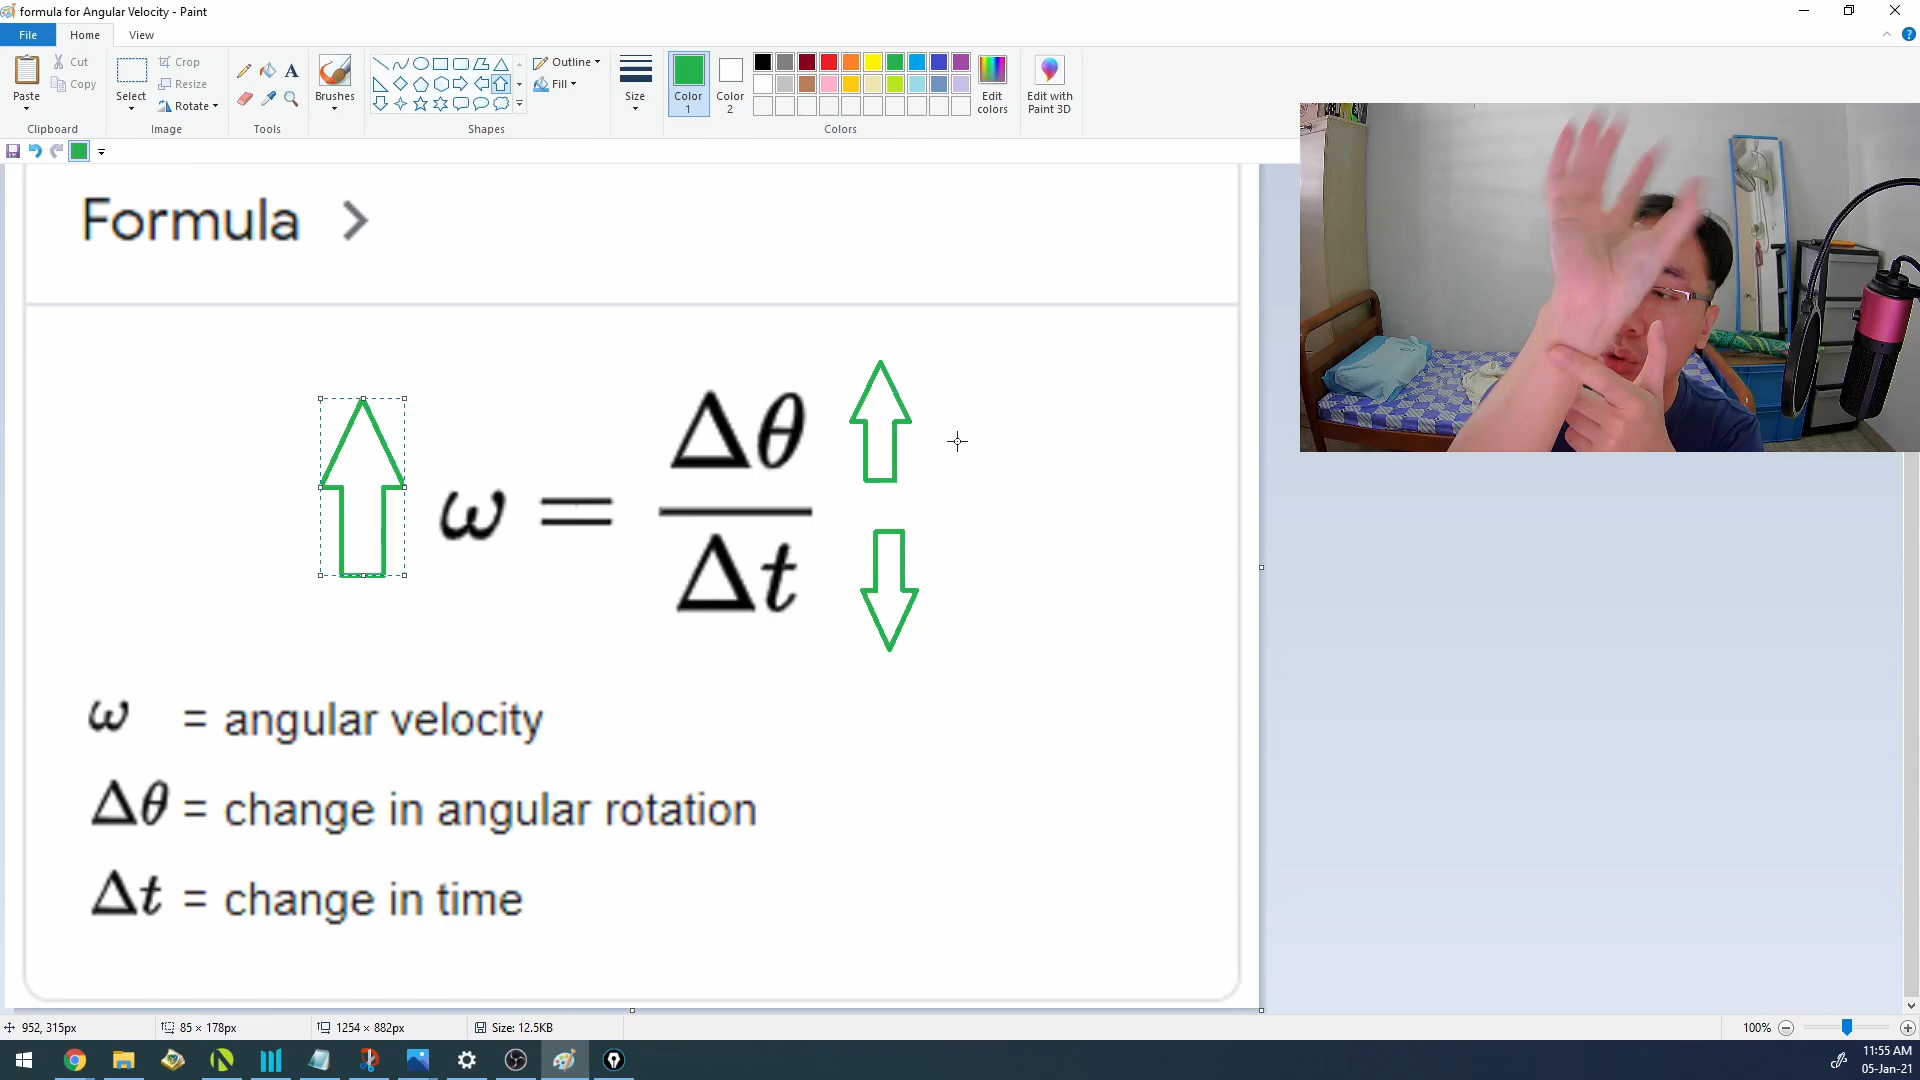 formula for Angular Velocity - Paint
File Home View
Paste
Cut
Copy
Clipboard
Select
Crop
Resize
Rotate
Image
A
Tools
Brushes
Shapes
Outline
Fill
Size
Color 1
Color 2
Colors
Edit colors
Edit with Paint 3D
Formula >
ω = Δθ / Δt
ω = angular velocity
Δθ = change in angular rotation
Δt = change in time
952, 315px
85 × 178px
1254 × 882px
Size: 12.5KB
100%
11:55 AM
05-Jan-21